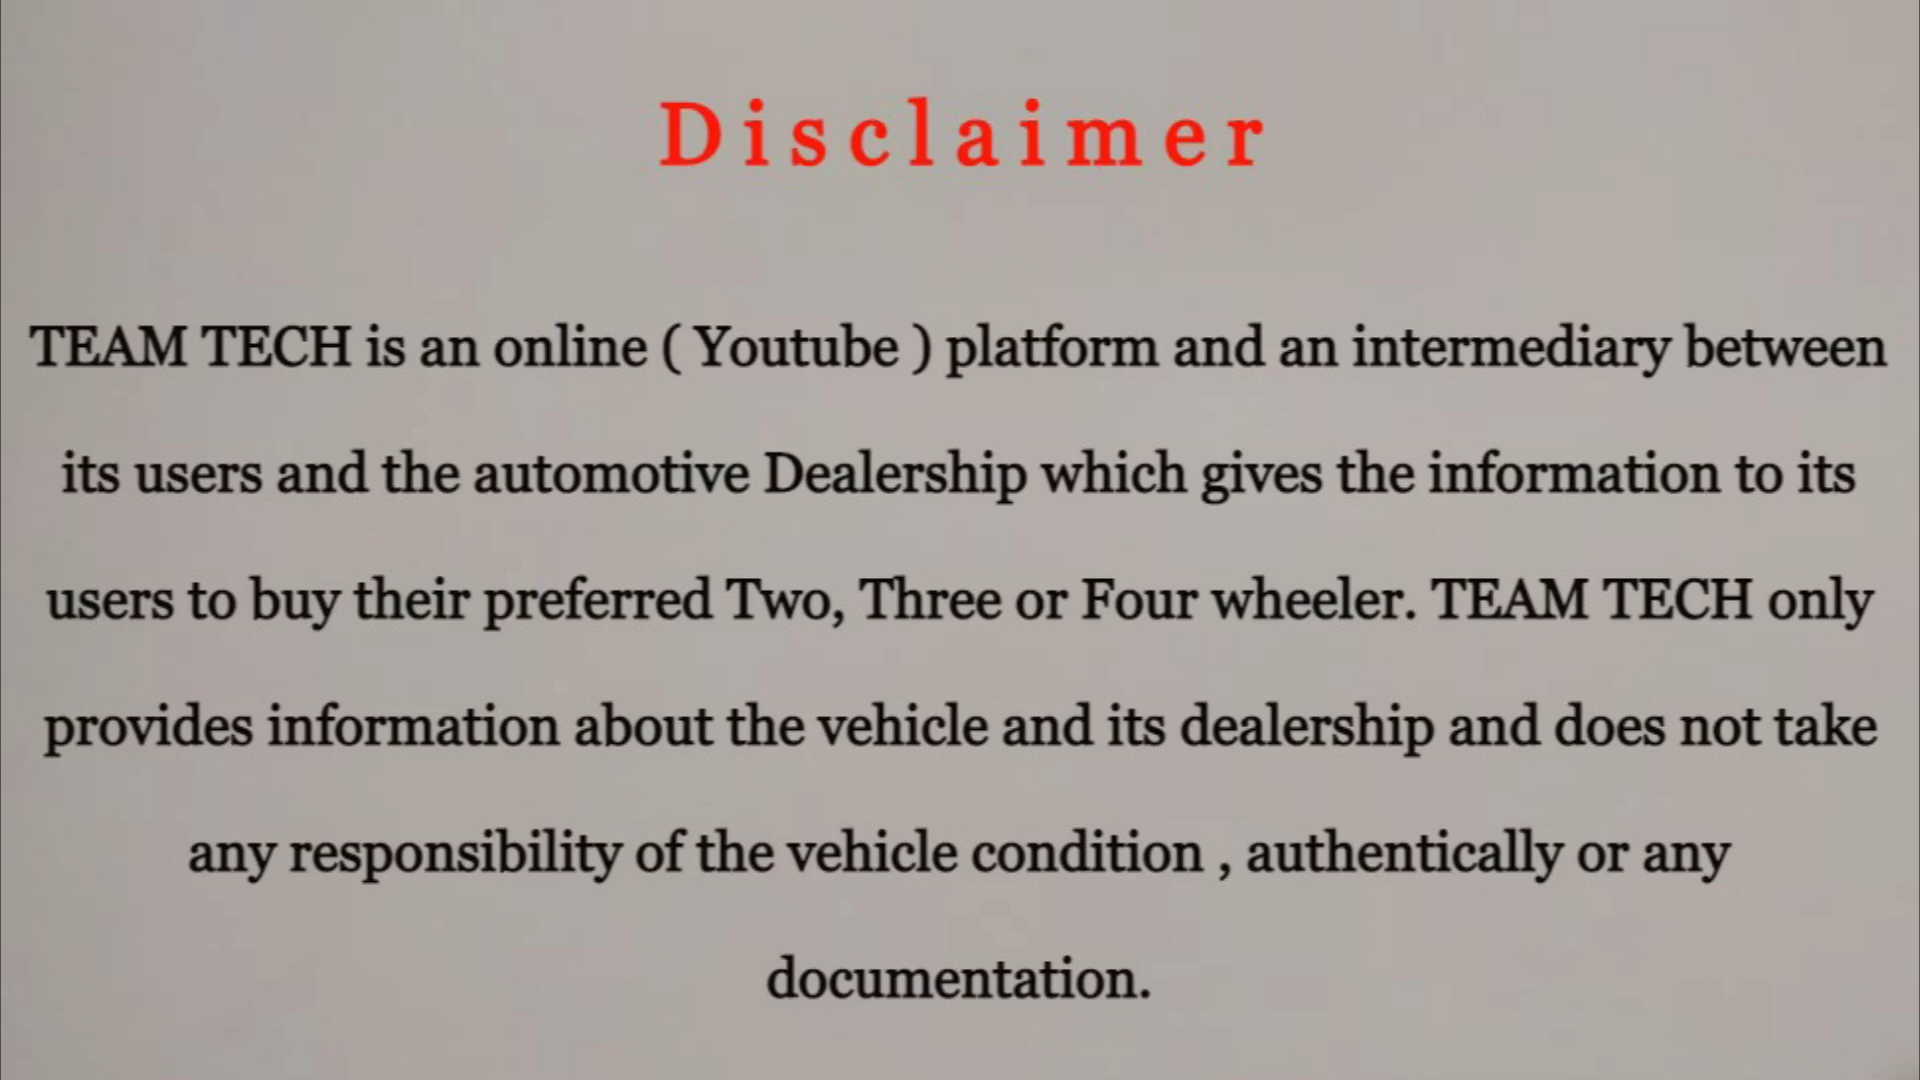 Disclaimer
TEAM TECH is an online ( Youtube ) platform and an intermediary between
its users and the automotive Dealership which gives the information to its
users to buy their preferred Two, Three or Four wheeler. TEAM TECH only
provides information about the vehicle and its dealership and does not take
any responsibility of the vehicle condition , authentically or any
documentation.